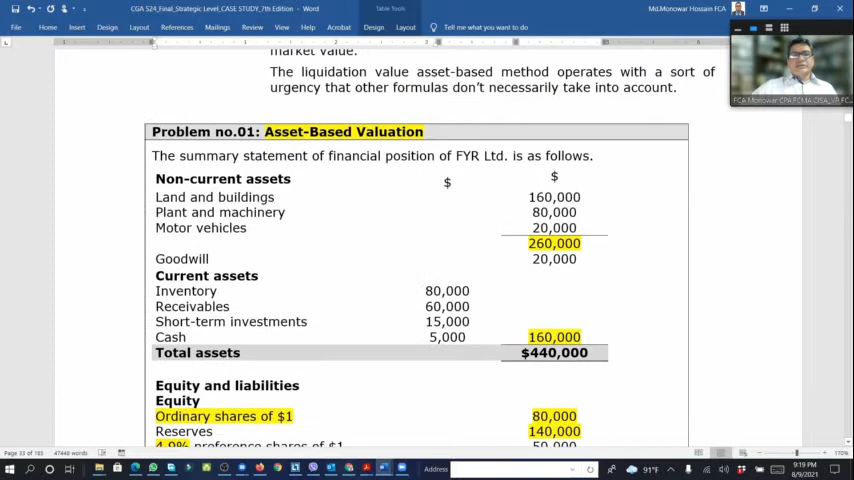 CGA S24_Final_Strategic Level_CASE STUDY_7th Edition - Word
Table Tools
Md.Monowar Hossain FCA
File Home Insert Design Layout References Mailings Review View Help Acrobat Design Layout Tell me what you want to do
market value.
The liquidation value asset-based method operates with a sort of
urgency that other formulas don't necessarily take into account.
Problem no.01: Asset-Based Valuation
The summary statement of financial position of FYR Ltd. is as follows.
Non-current assets $ $
Land and buildings 160,000
Plant and machinery 80,000
Motor vehicles 20,000
260,000
Goodwill 20,000
Current assets
Inventory 80,000
Receivables 60,000
Short-term investments 15,000
Cash 5,000 160,000
Total assets $440,000
Equity and liabilities
Equity
Ordinary shares of $1 80,000
Reserves 140,000
4.9% preference shares of $1 50,000
Page 33 of 185 47448 words 170%
Address 91°F 9:19 PM
8/9/2021